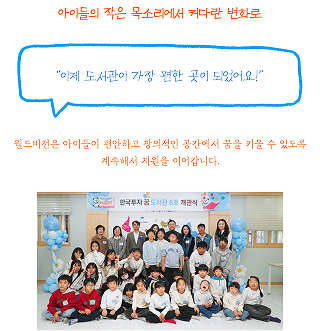 아이들의 작은 목소리에서 커다란 변화로
"이제 도서관이 가장 편한 곳이 되었어요!"
월드비전은 아이들이 편안하고 창의적인 공간에서 꿈을 키울 수 있도록
계속해서 지원을 이어갑니다.
한국투자 꿈 도서관 6호 개관식